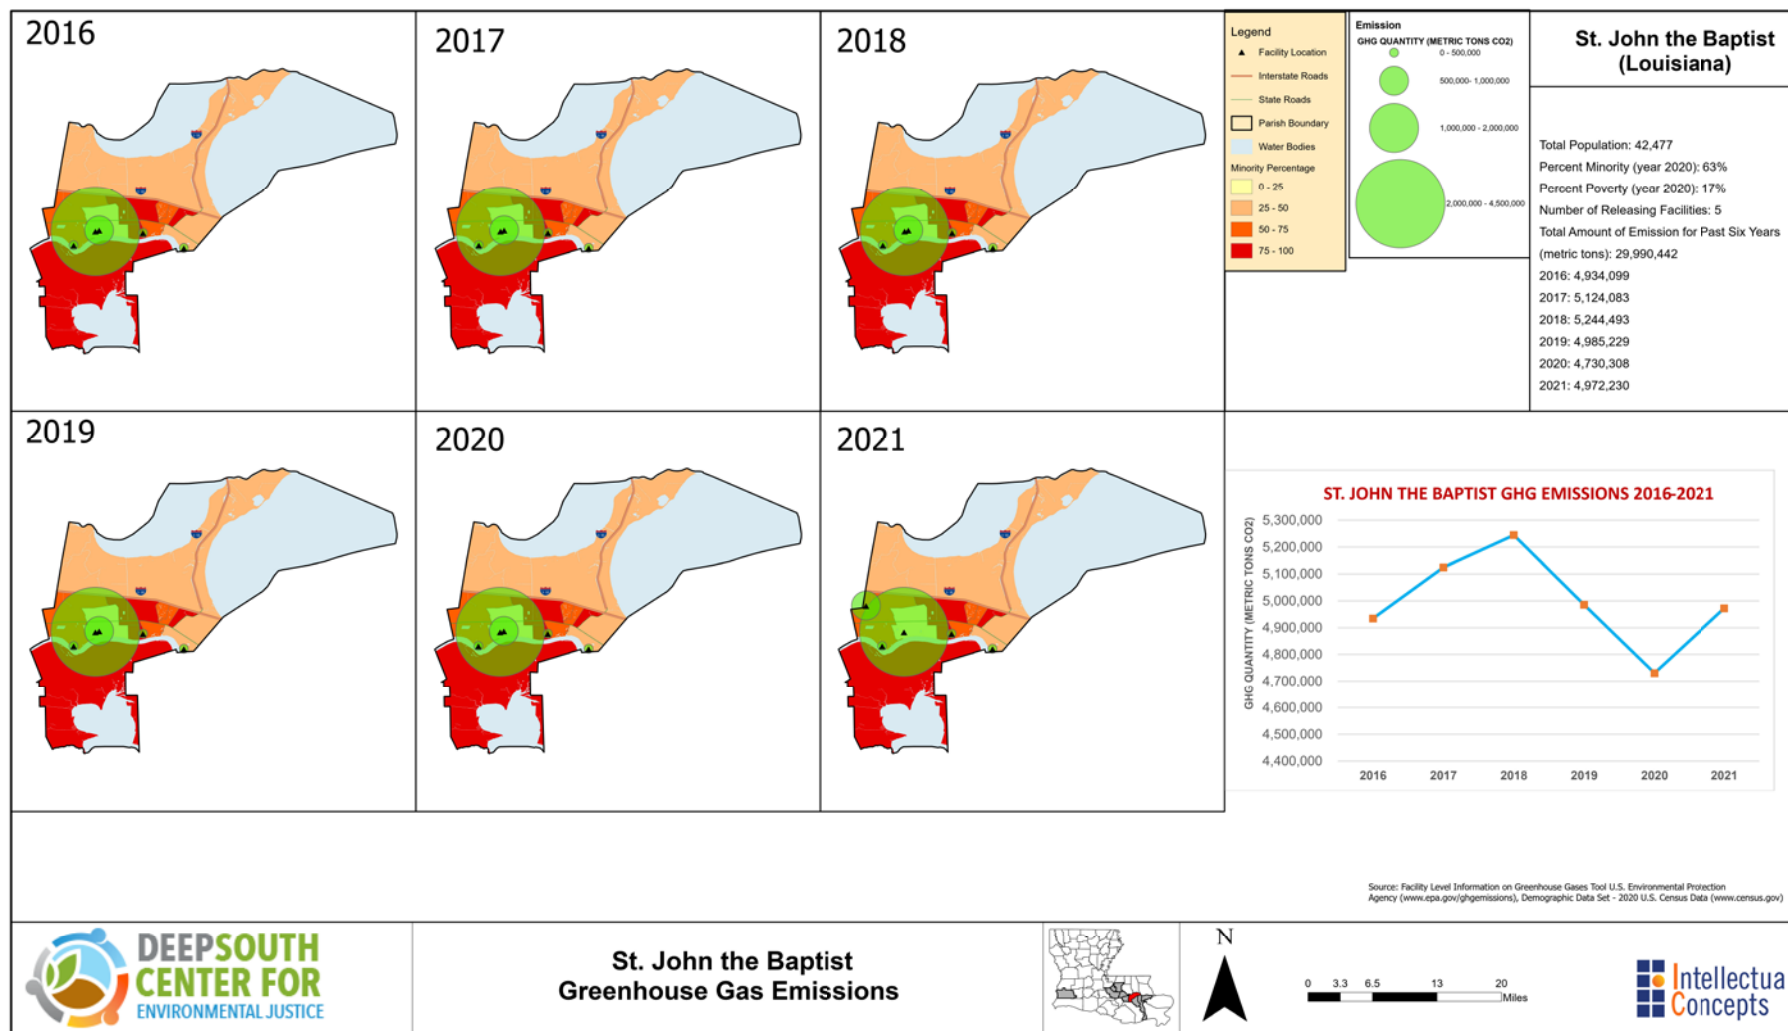 2016
2017
2018
Legend
Facility Location
Interstate Roads
State Roads
Parish Boundary
Water Bodies
Minority Percentage
0 - 25
25 - 50
50 - 75
75 - 100
Emission
GHG QUANTITY (METRIC TONS CO2)
0 - 500,000
500,000- 1,000,000
1,000,000 - 2,000,000
2,000,000 - 4,500,000
St. John the Baptist
(Louisiana)
Total Population: 42,477
Percent Minority (year 2020): 63%
Percent Poverty (year 2020): 17%
Number of Releasing Facilities: 5
Total Amount of Emission for Past Six Years
(metric tons): 29,990,442
2016: 4,934,099
2017: 5,124,083
2018: 5,244,493
2019: 4,985,229
2020: 4,730,308
2021: 4,972,230
2019
2020
2021
ST. JOHN THE BAPTIST GHG EMISSIONS 2016-2021
GHG QUANTITY (METRIC TONS CO2)
5,300,000
5,200,000
5,100,000
5,000,000
4,900,000
4,800,000
4,700,000
4,600,000
4,500,000
4,400,000
2016 2017 2018 2019 2020 2021
Source: Facility Level Information on Greenhouse Gases Tool U.S. Environmental Protection
Agency (www.epa.gov/ghgemissions), Demographic Data Set - 2020 U.S. Census Data (www.census.gov)
DEEPSOUTH
CENTER FOR
ENVIRONMENTAL JUSTICE
St. John the Baptist
Greenhouse Gas Emissions
N
0 3.3 6.5 13 20
Miles
Intellectua
Concepts